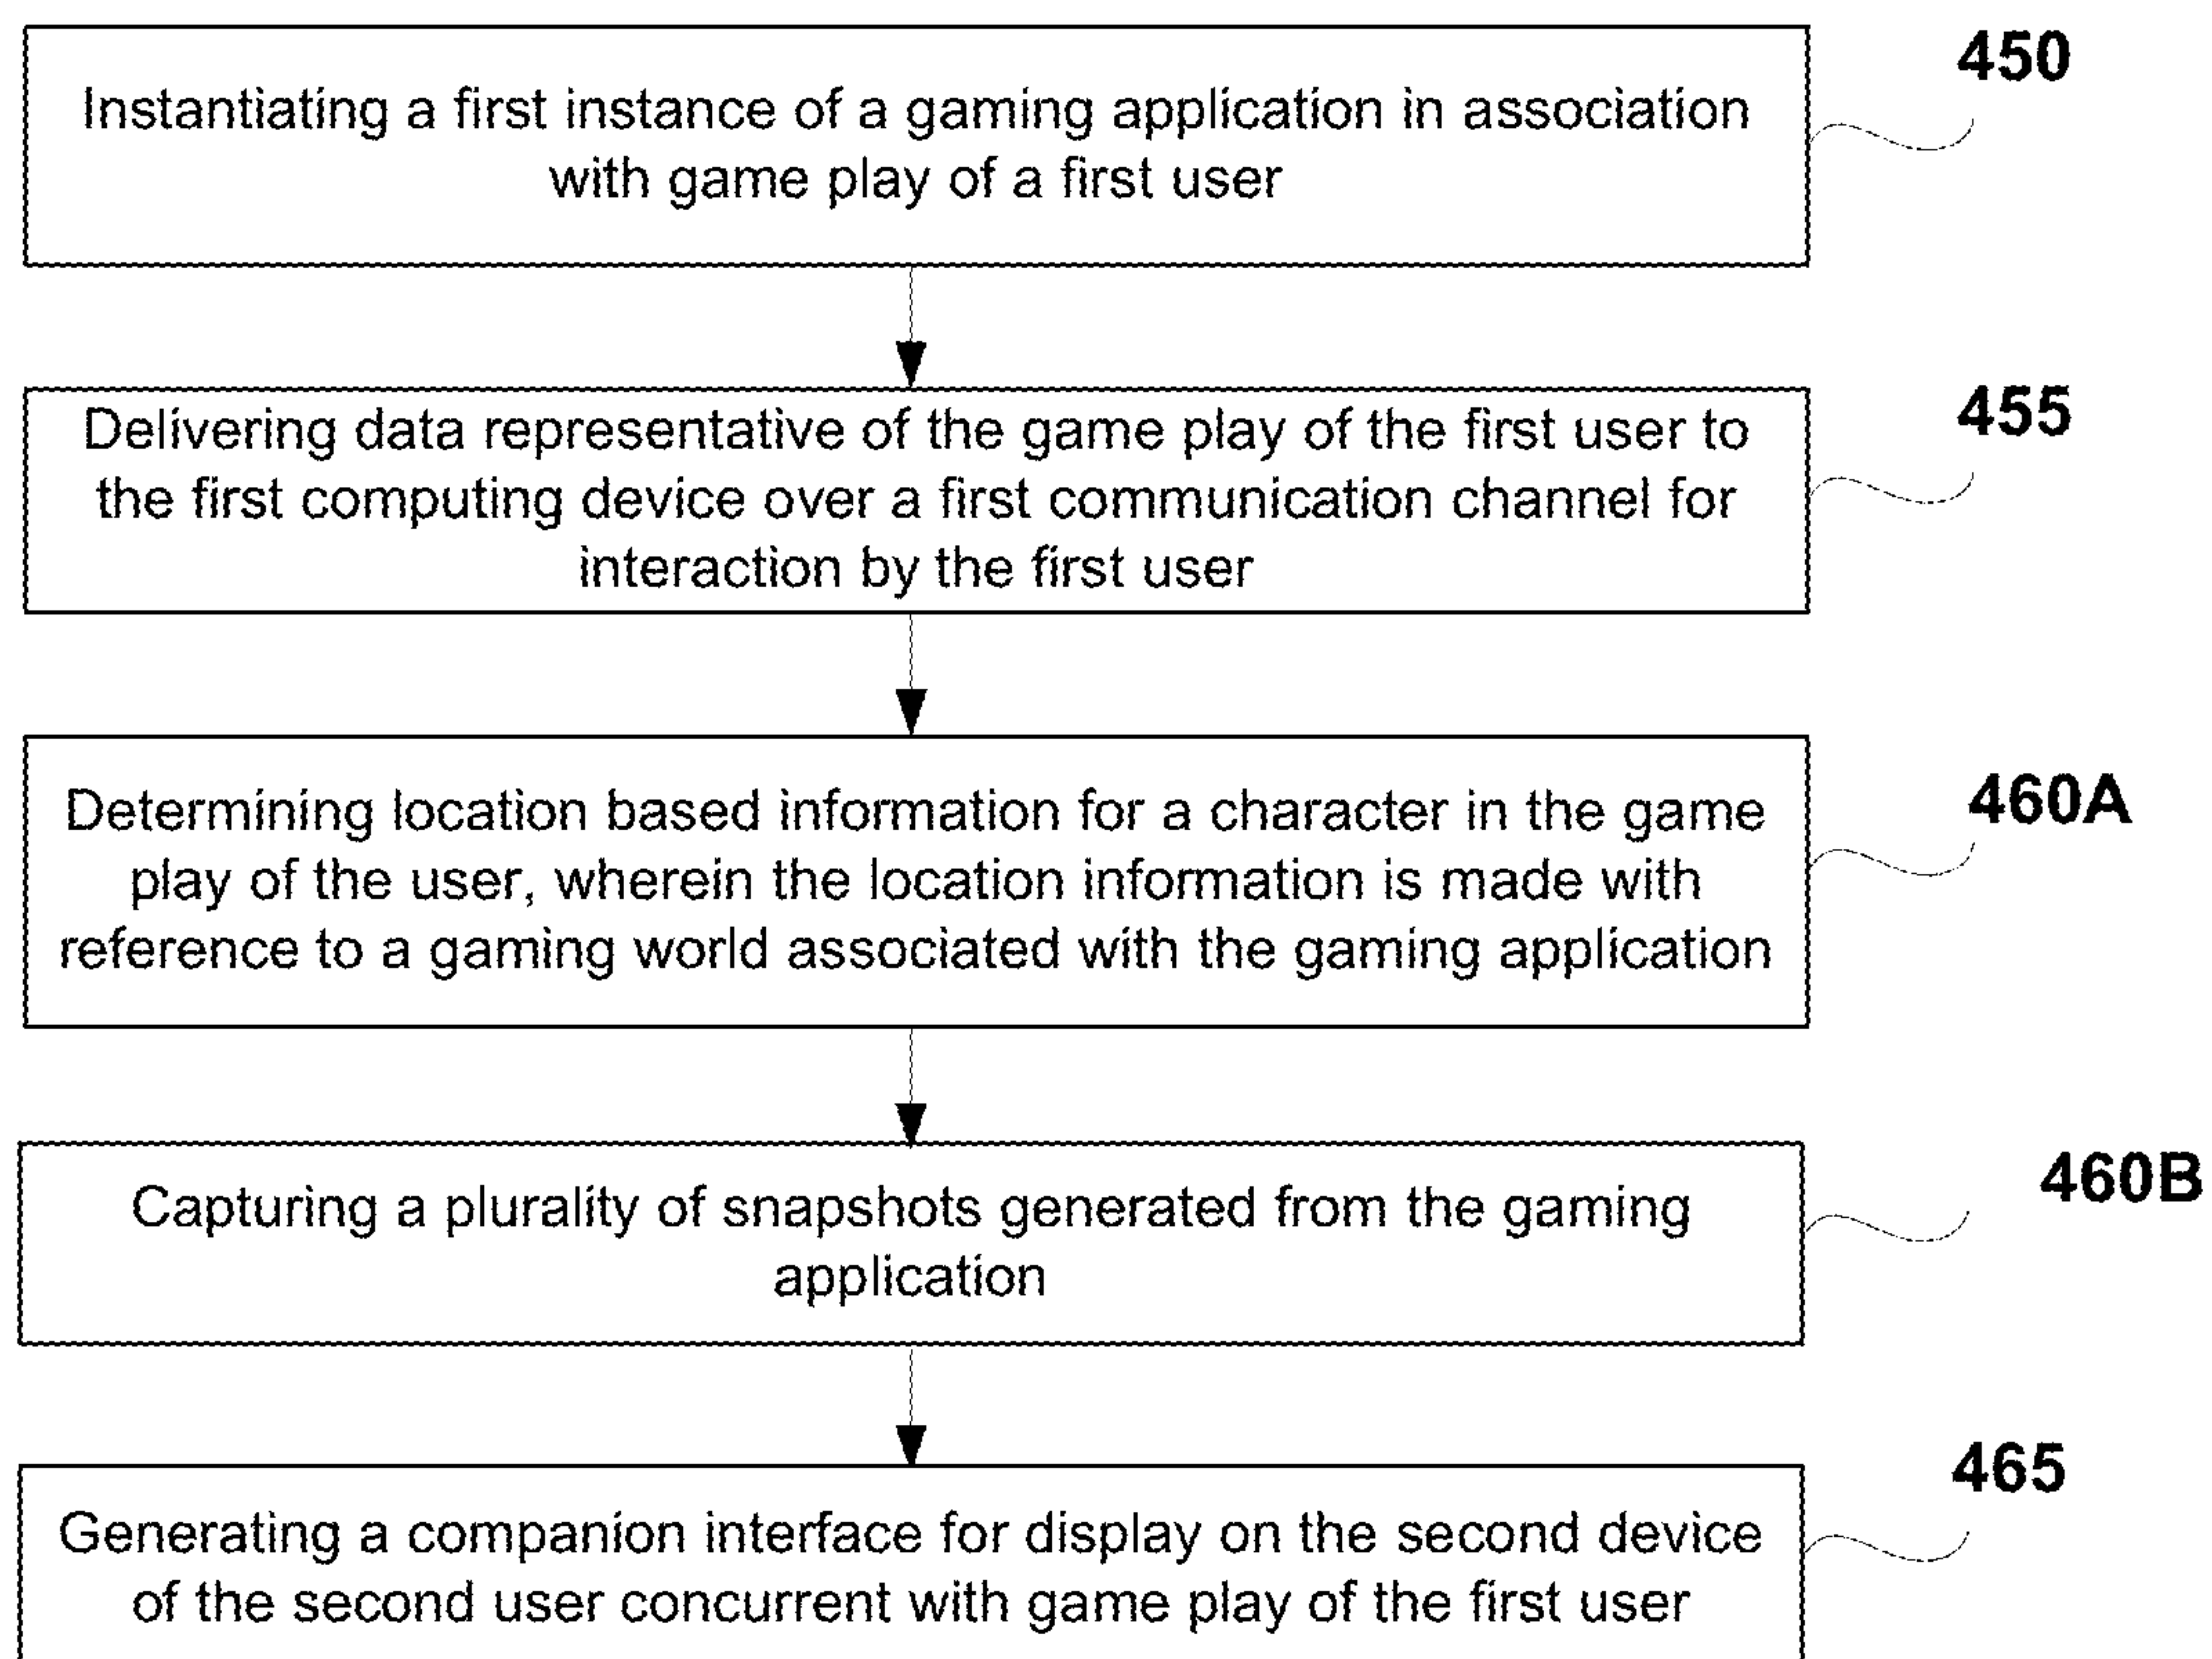 Instantiating a first instance of a gaming application in association
with game play of a first user
450
Delivering data representative of the game play of the first user to
the first computing device over a first communication channel for
interaction by the first user
455
Determining location based information for a character in the game
play of the user, wherein the location information is made with
reference to a gaming world associated with the gaming application
460A
Capturing a plurality of snapshots generated from the gaming
application
460B
Generating a companion interface for display on the second device
of the second user concurrent with game play of the first user
465